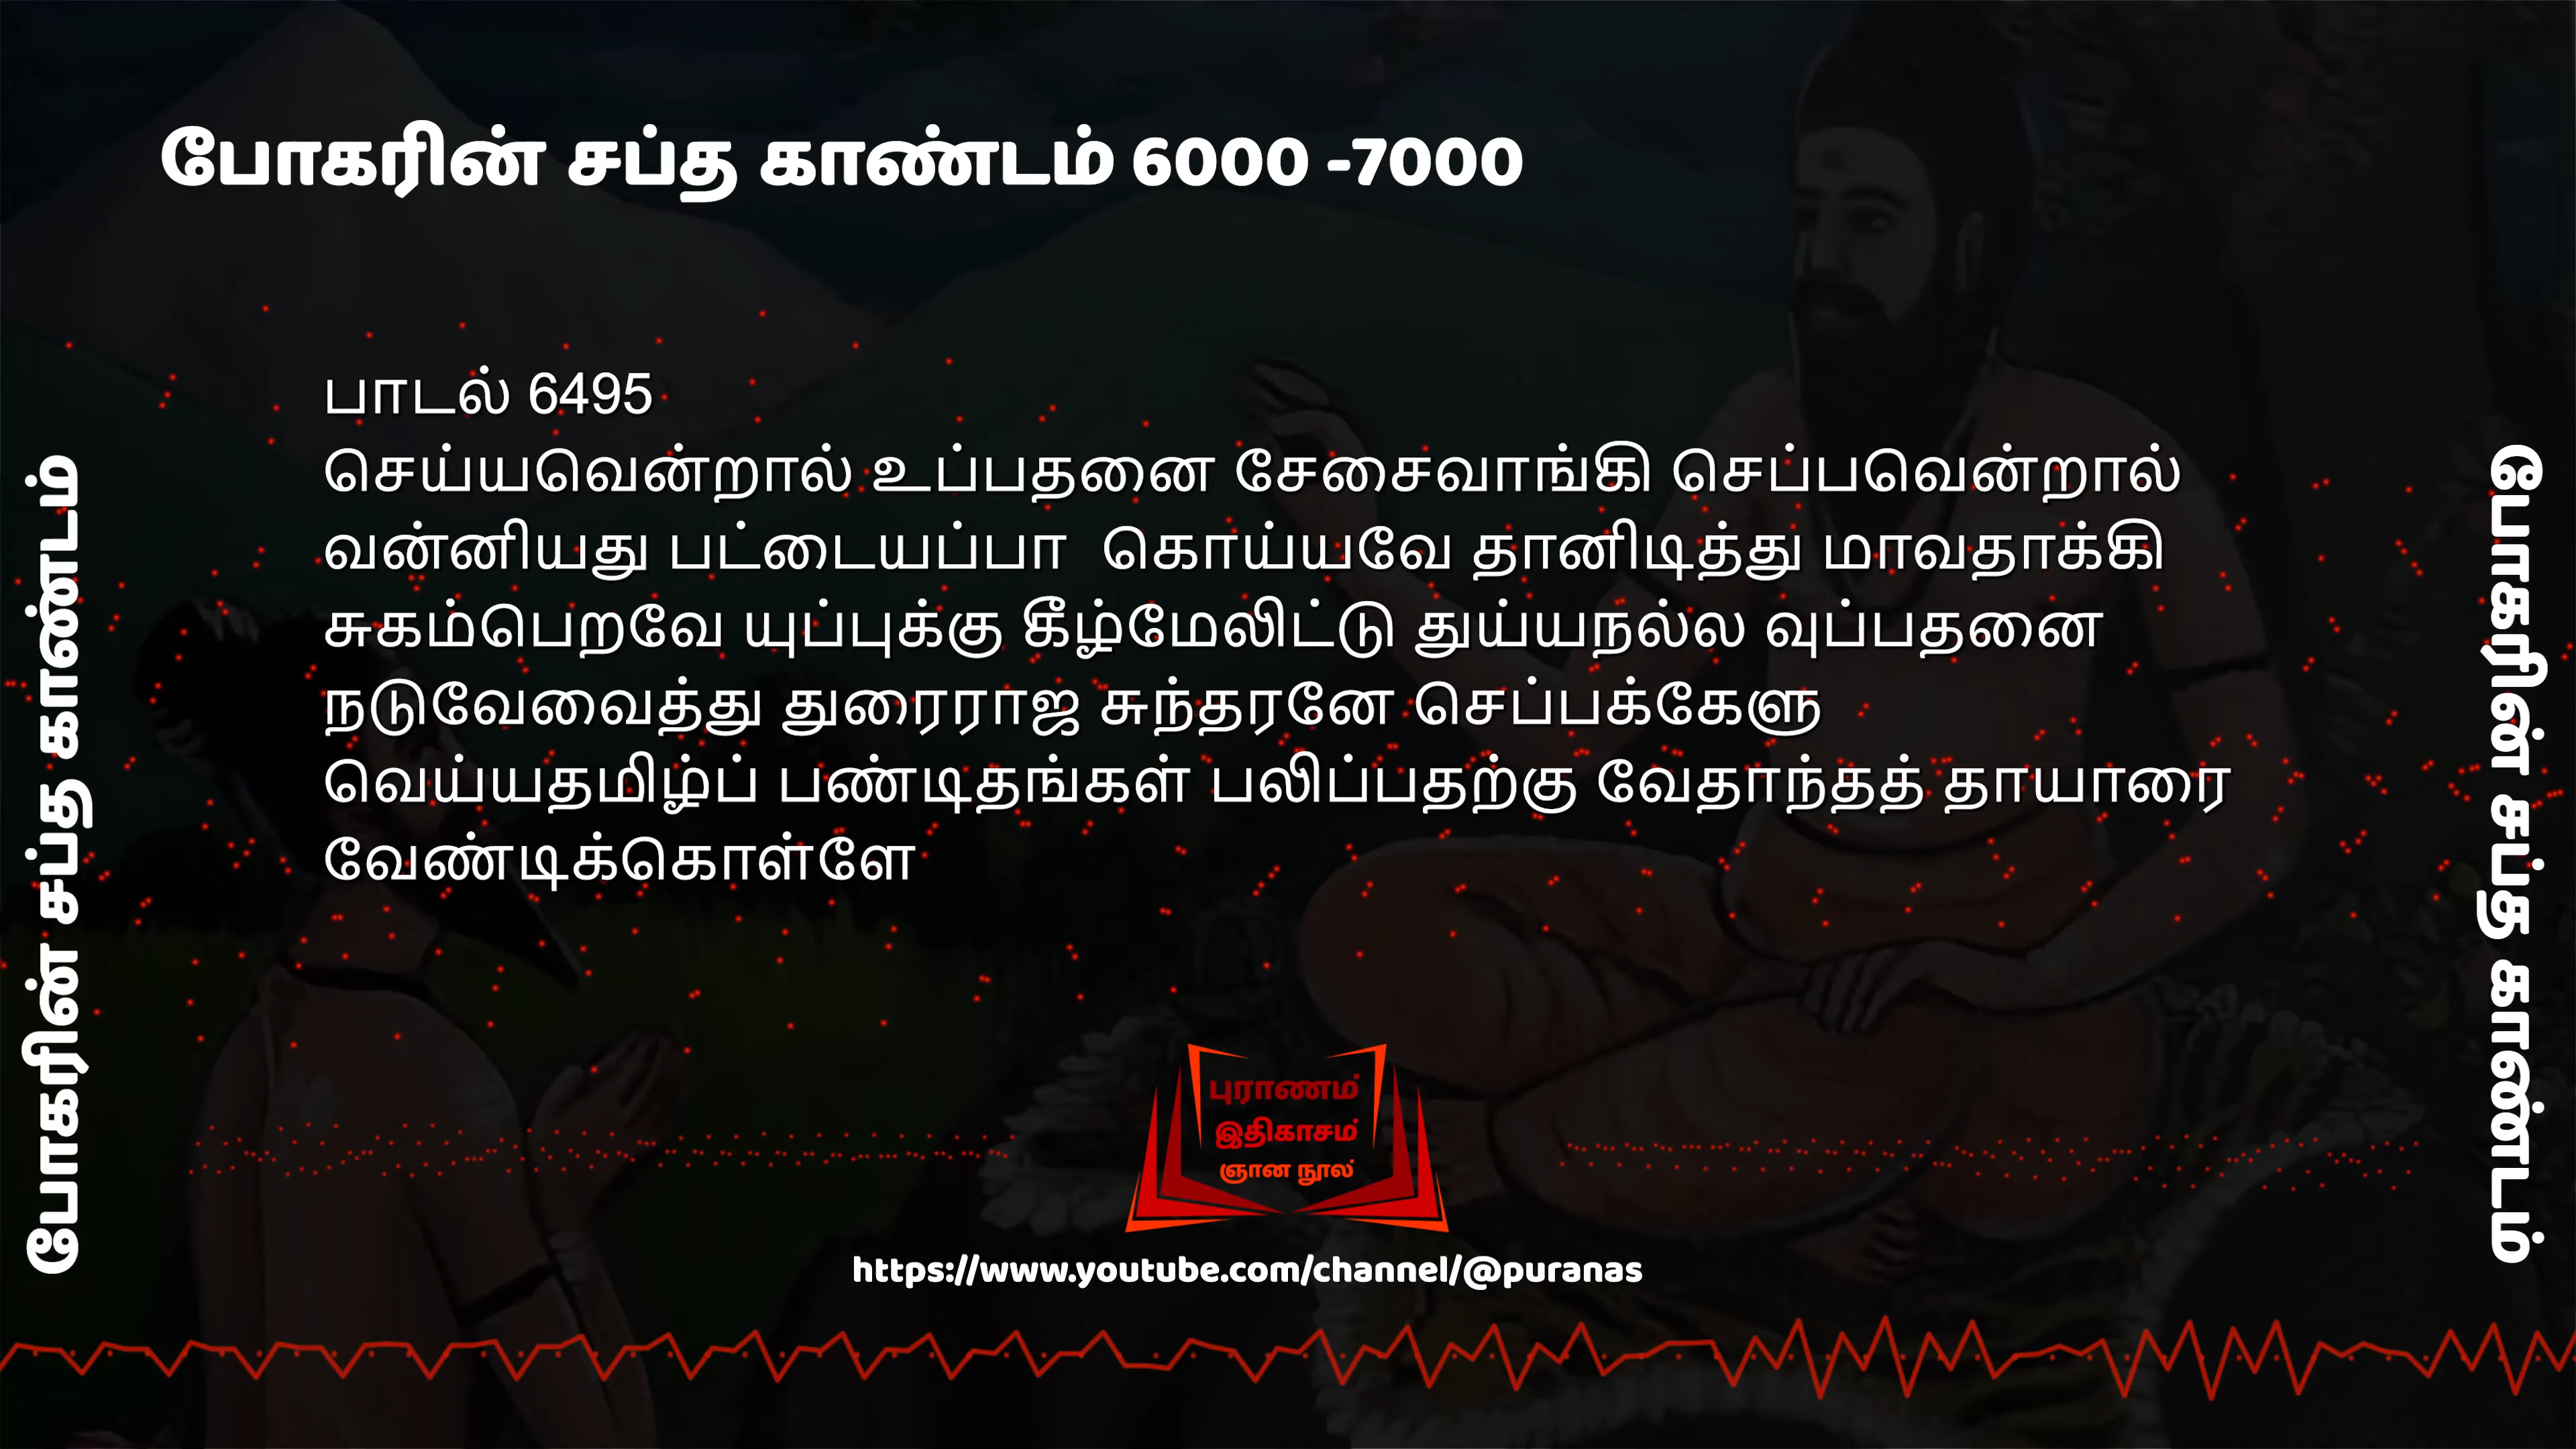 போகரின் சப்த காண்டம் 6000 -7000
பாடல் 6495
செய்யவென்றால் உப்பதனை சேசைவாங்கி செப்பவென்றால்
வன்னியது பட்டையப்பா கொய்யவே தானிடித்து மாவதாக்கி
சுகம்பெறவே யுப்புக்கு கீழ்மேலிட்டு துய்யநல்ல வுப்பதனை
நடுவேவைத்து துரைராஜ சுந்தரனே செப்பக்கேளு
வெய்யதமிழ்ப் பண்டிதங்கள் பலிப்பதற்கு வேதாந்தத் தாயாரை
வேண்டிக்கொள்ளே
போகரின் சப்த காண்டம்
போகரின் சப்த காண்டம்
புராணம்
இதிகாசம்
ஞான நூல்
https://www.youtube.com/channel/@puranas